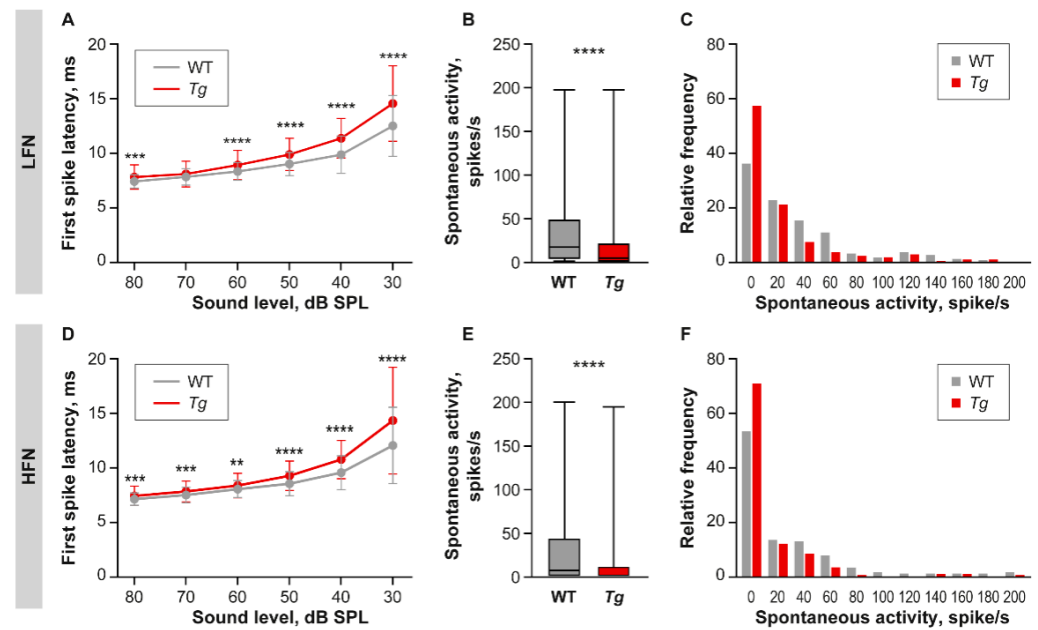 LFN
A
First spike latency, ms
20
15
10
5
0
WT
Tg
***
****
****
****
****
80 70 60 50 40 30
Sound level, dB SPL
B
Spontaneous activity,
spikes/s
250
200
150
100
50
0
****
WT Tg
C
Relative frequency
80
60
40
20
0
WT
Tg
0 20 40 60 80 100 120 140 160 180 200
Spontaneous activity, spike/s
HFN
D
First spike latency, ms
20
15
10
5
0
WT
Tg
***
***
**
****
****
****
80 70 60 50 40 30
Sound level, dB SPL
E
Spontaneous activity,
spikes/s
250
200
150
100
50
0
****
WT Tg
F
Relative frequency
80
60
40
20
0
WT
Tg
0 20 40 60 80 100 120 140 160 180 200
Spontaneous activity, spike/s